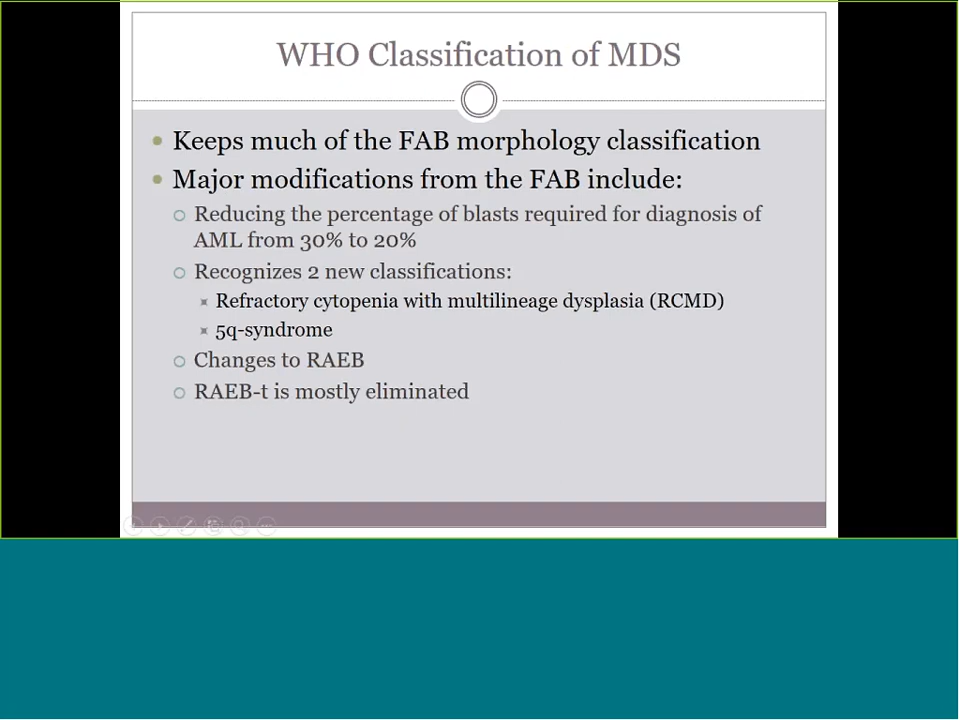 WHO Classification of MDS
Keeps much of the FAB morphology classification
Major modifications from the FAB include:
Reducing the percentage of blasts required for diagnosis of
AML from 30% to 20%
Recognizes 2 new classifications:
Refractory cytopenia with multilineage dysplasia (RCMD)
5q-syndrome
Changes to RAEB
RAEB-t is mostly eliminated